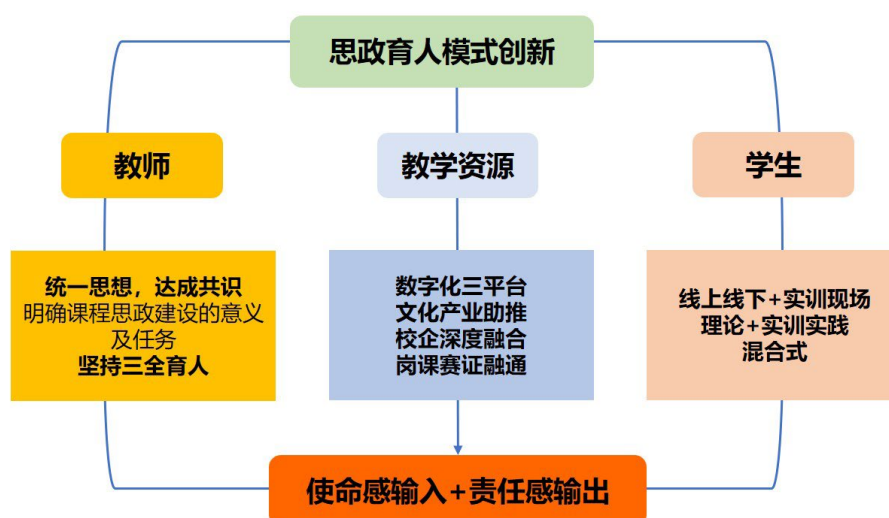 思政育人模式创新
教师
教学资源
学生
统一思想，达成共识
明确课程思政建设的意义
及任务
坚持三全育人
数字化三平台
文化产业助推
校企深度融合
岗课赛证融通
线上线下+实训现场
理论+实训实践
混合式
使命感输入+责任感输出